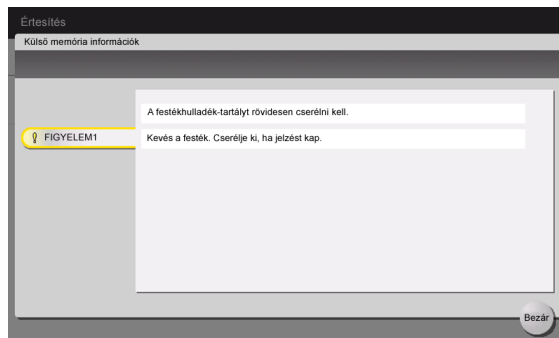 Értesítés
Külső memória információk
A festékhulladék-tartályt rövidesen cserélni kell.
FIGYELEM1
Kevés a festék. Cserélje ki, ha jelzést kap.
Bezár